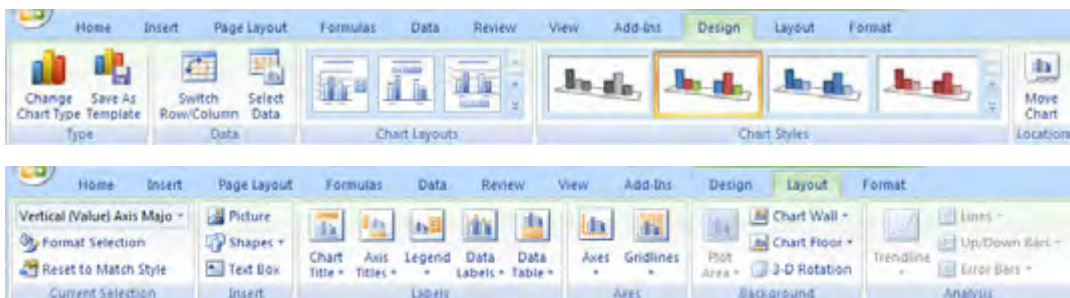 Home Insert Page Layout Formulas Data Review View Add-Ins Design Layout Format
Change Chart Type
Save As Template
Switch Row/Column
Select Data
Move Chart
Type Data Chart Layouts Chart Styles Location
Home Insert Page Layout Formulas Data Review View Add-Ins Design Layout Format
Vertical (Value) Axis Majo
Format Selection
Reset to Match Style
Picture
Shapes
Text Box
Chart Title
Axis Titles
Legend
Data Labels
Data Table
Axes
Gridlines
Plot Area
Chart Wall
Chart Floor
3-D Rotation
Trendline
Lines
Up/Down Bars
Error Bars
Current Selection Insert Labels Axes Background Analysis